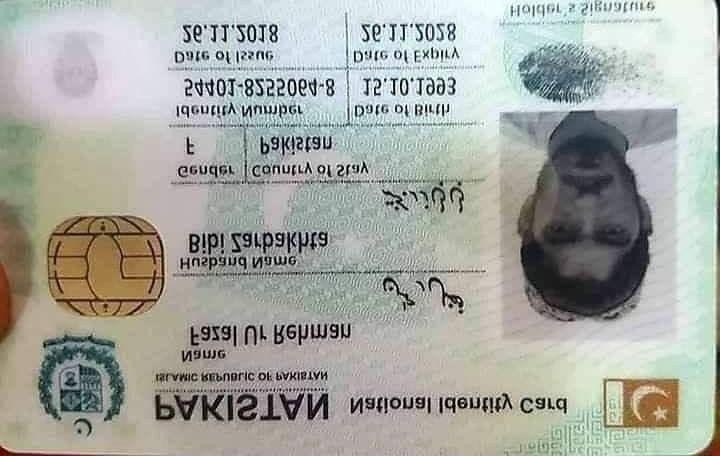 PAKISTAN National Identity Card
ISLAMIC REPUBLIC OF PAKISTAN
Name
Fazal Ur Rehman
Husband Name
Bibi Zarbakhta
Gender Country of Stay
F Pakistan
Identity Number Date of Birth
54401-8255064-8 15.10.1993
Date of Issue Date of Expiry
26.11.2018 26.11.2028
Holder's Signature